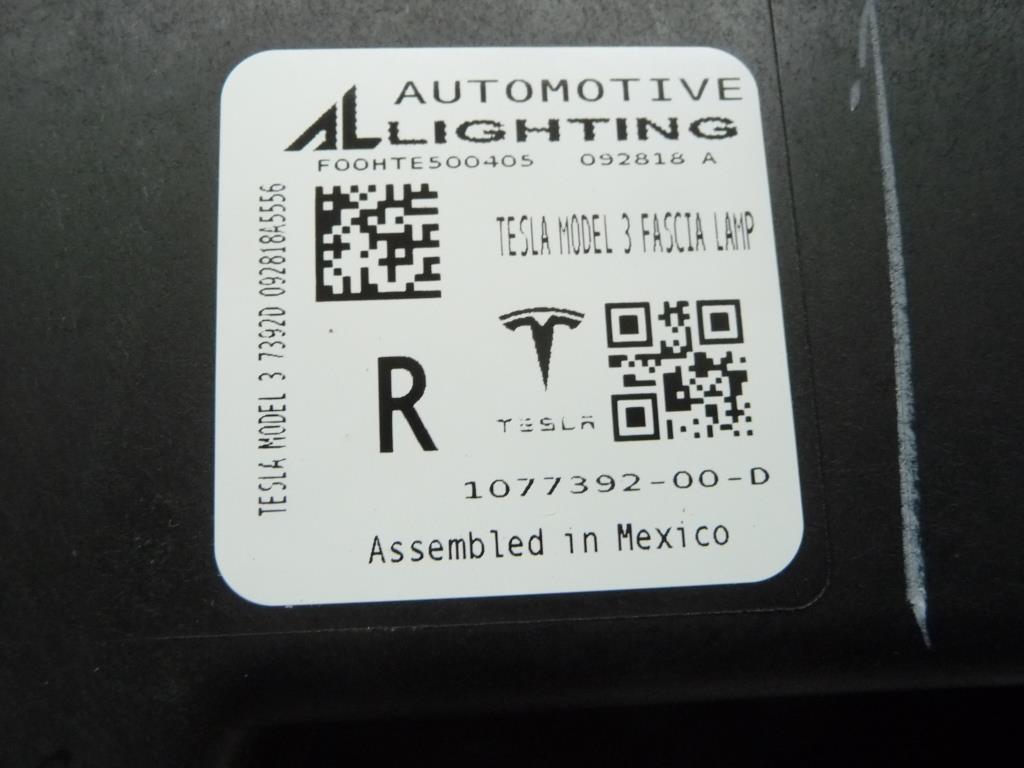 AUTOMOTIVE
AL LIGHTING
F00HTE500405 092818 A
TESLA MODEL 3 7392D 092818A5556
TESLA MODEL 3 FASCIA LAMP
R
TESLA
1077392-00-D
Assembled in Mexico